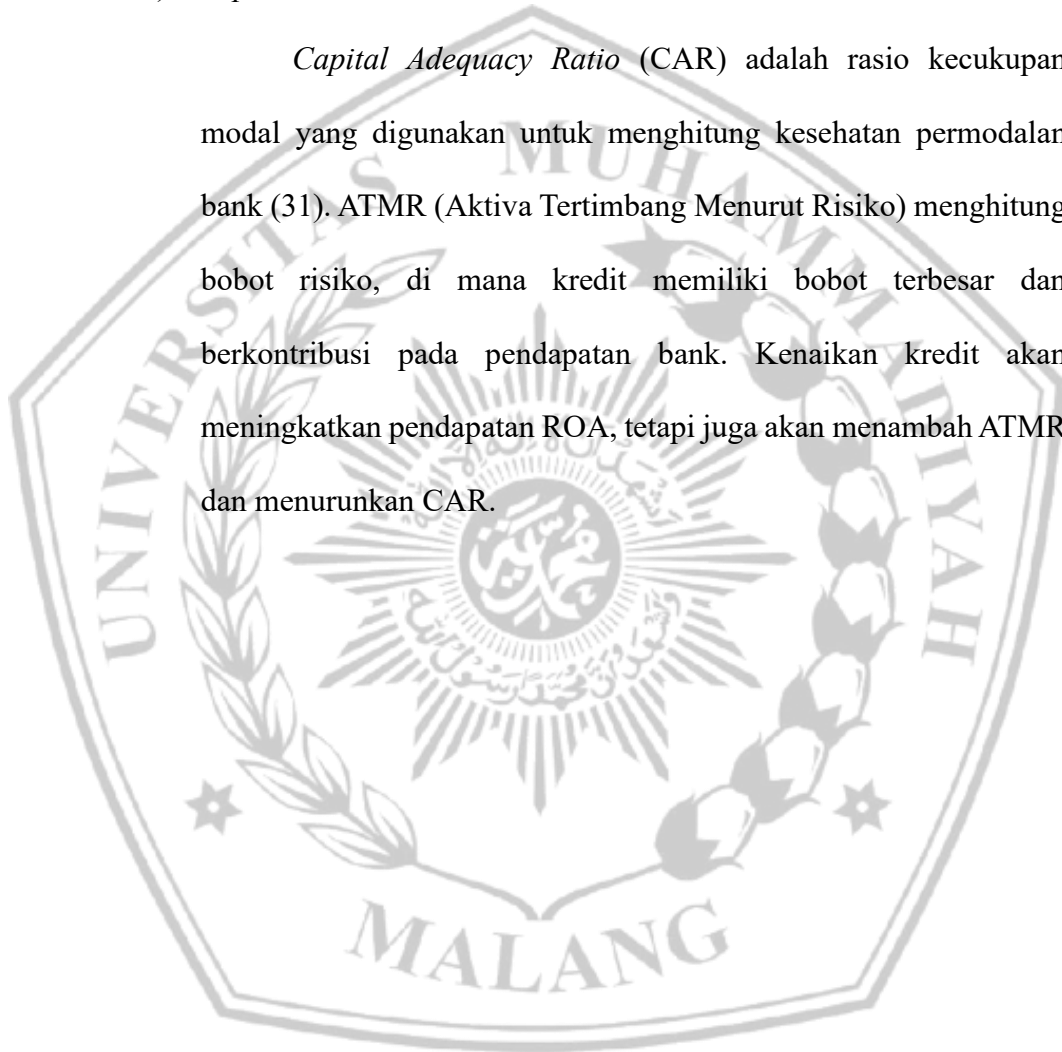 Capital Adequacy Ratio (CAR) adalah rasio kecukupan
modal yang digunakan untuk menghitung kesehatan permodalan
bank (31). ATMR (Aktiva Tertimbang Menurut Risiko) menghitung
bobot risiko, di mana kredit memiliki bobot terbesar dan
berkontribusi pada pendapatan bank. Kenaikan kredit akan
meningkatkan pendapatan ROA, tetapi juga akan menambah ATMR
dan menurunkan CAR.
UNIVERSITAS MUHAMMADIYAH
MALANG